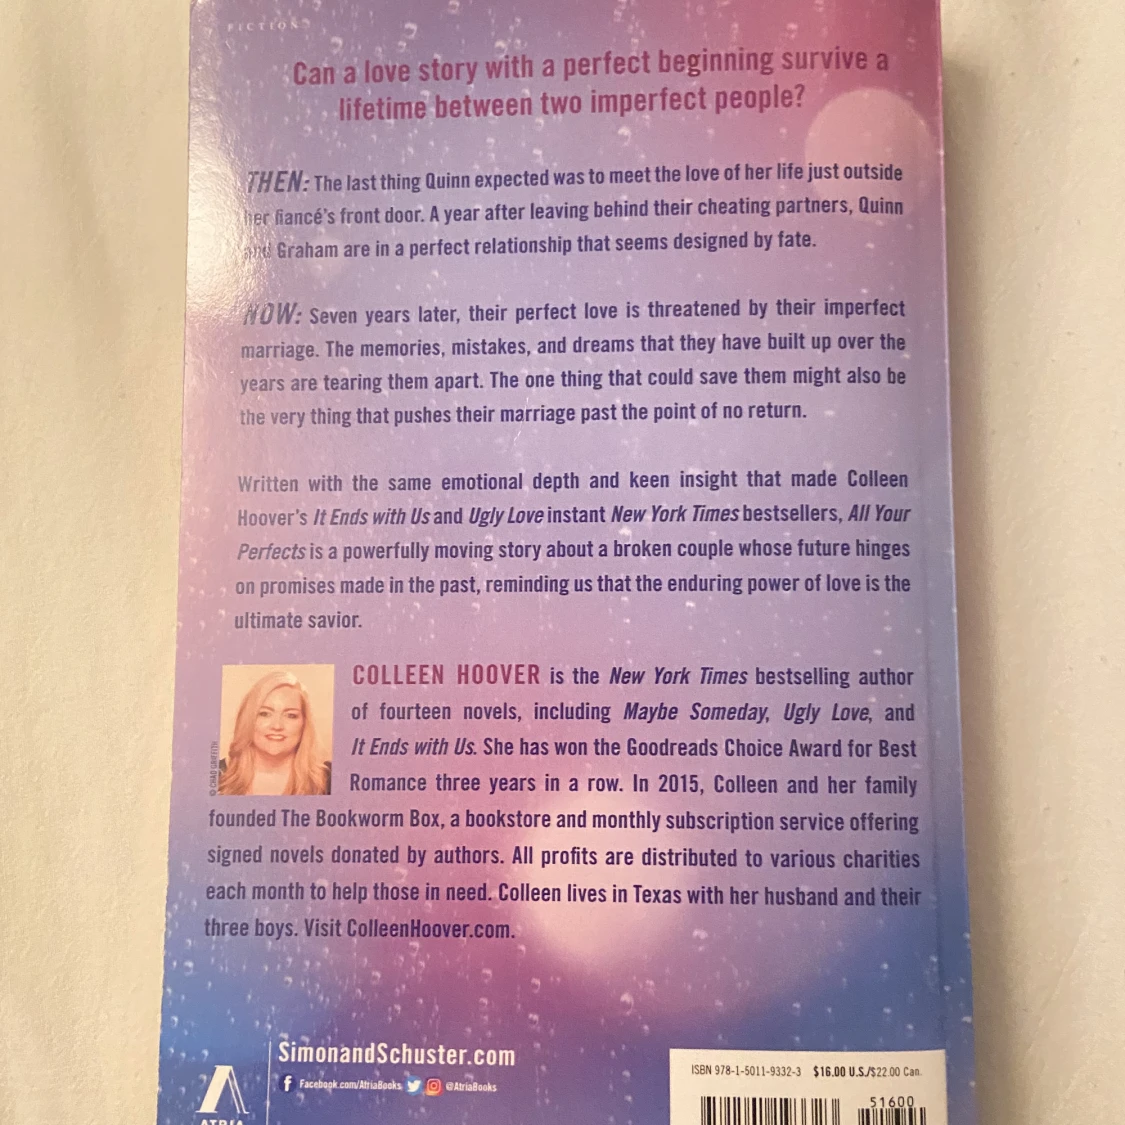 FICTION
Can a love story with a perfect beginning survive a
lifetime between two imperfect people?
THEN: The last thing Quinn expected was to meet the love of her life just outside
her fiancé's front door. A year after leaving behind their cheating partners, Quinn
and Graham are in a perfect relationship that seems designed by fate.
NOW: Seven years later, their perfect love is threatened by their imperfect
marriage. The memories, mistakes, and dreams that they have built up over the
years are tearing them apart. The one thing that could save them might also be
the very thing that pushes their marriage past the point of no return.
Written with the same emotional depth and keen insight that made Colleen
Hoover's It Ends with Us and Ugly Love instant New York Times bestsellers, All Your
Perfects is a powerfully moving story about a broken couple whose future hinges
on promises made in the past, reminding us that the enduring power of love is the
ultimate savior.
COLLEEN HOOVER is the New York Times bestselling author
of fourteen novels, including Maybe Someday, Ugly Love, and
It Ends with Us. She has won the Goodreads Choice Award for Best
Romance three years in a row. In 2015, Colleen and her family
founded The Bookworm Box, a bookstore and monthly subscription service offering
signed novels donated by authors. All profits are distributed to various charities
each month to help those in need. Colleen lives in Texas with her husband and their
three boys. Visit ColleenHoover.com.
© CHAD GRIFFITH
SimonandSchuster.com
Facebook.com/AtriaBooks @AtriaBooks
ATRIA
ISBN 978-1-5011-9332-3 $16.00 U.S./$22.00 Can.
51600